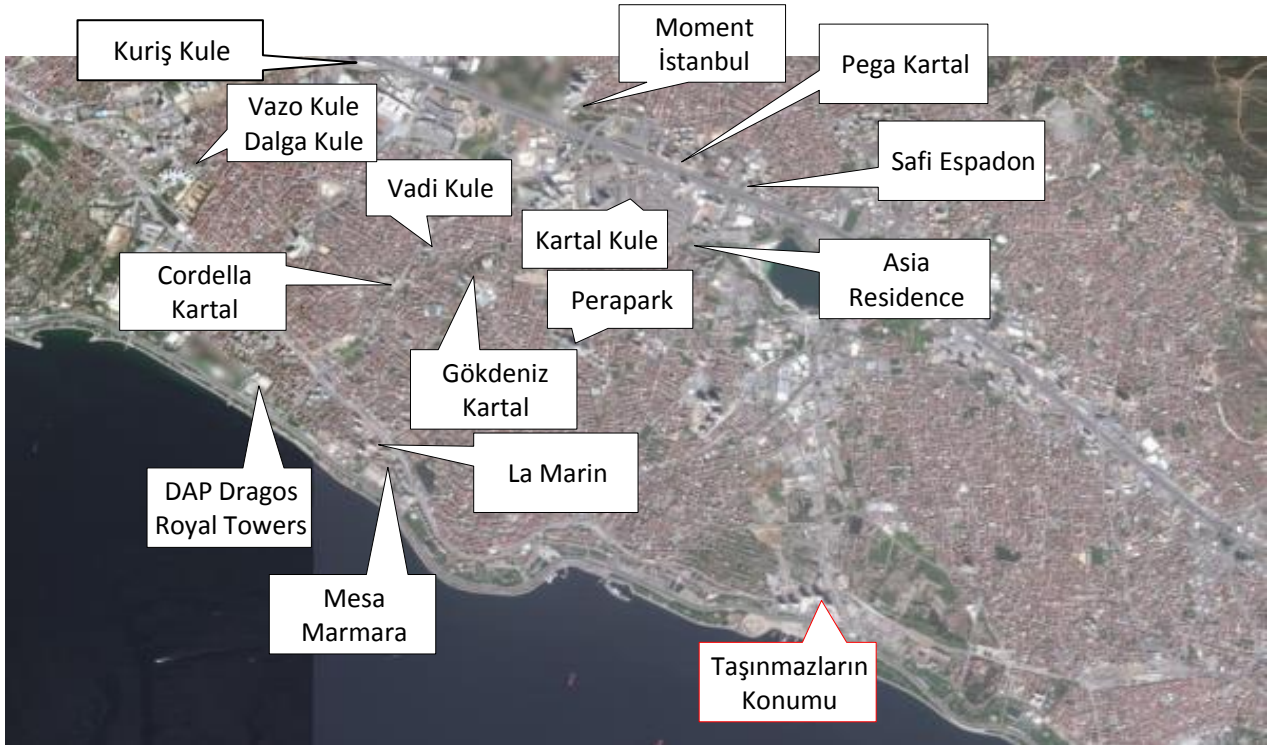 Kuriş Kule
Moment
İstanbul
Pega Kartal
Vazo Kule
Dalga Kule
Safi Espadon
Vadi Kule
Kartal Kule
Asia
Residence
Cordella
Kartal
Perapark
Gökdeniz
Kartal
La Marin
DAP Dragos
Royal Towers
Mesa
Marmara
Taşınmazların
Konumu